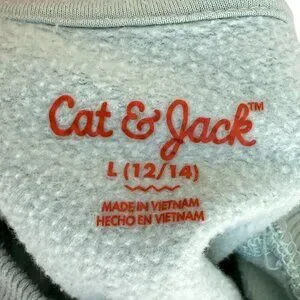 Cat & Jack™
L (12/14)
MADE IN VIETNAM
HECHO EN VIETNAM